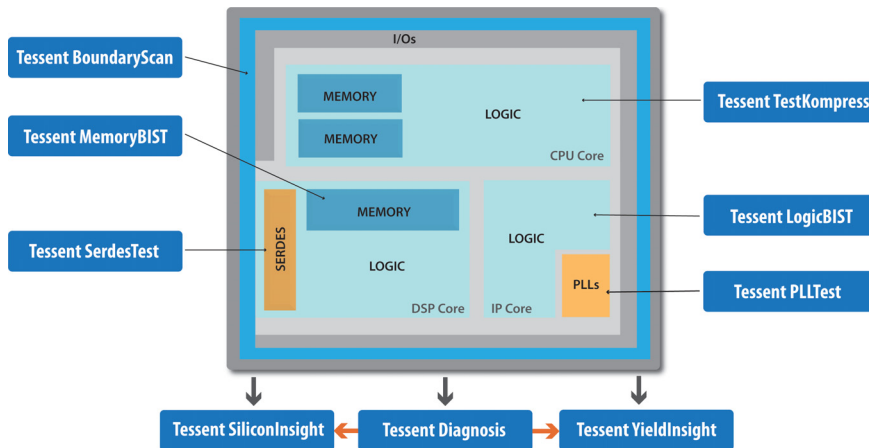 I/Os
Tessent BoundaryScan
MEMORY
LOGIC
Tessent TestKompress
Tessent MemoryBIST
MEMORY
CPU Core
MEMORY
Tessent LogicBIST
LOGIC
SERDES
Tessent SerdesTest
LOGIC
PLLs
Tessent PLLTest
DSP Core
IP Core
Tessent SiliconInsight
Tessent Diagnosis
Tessent YieldInsight